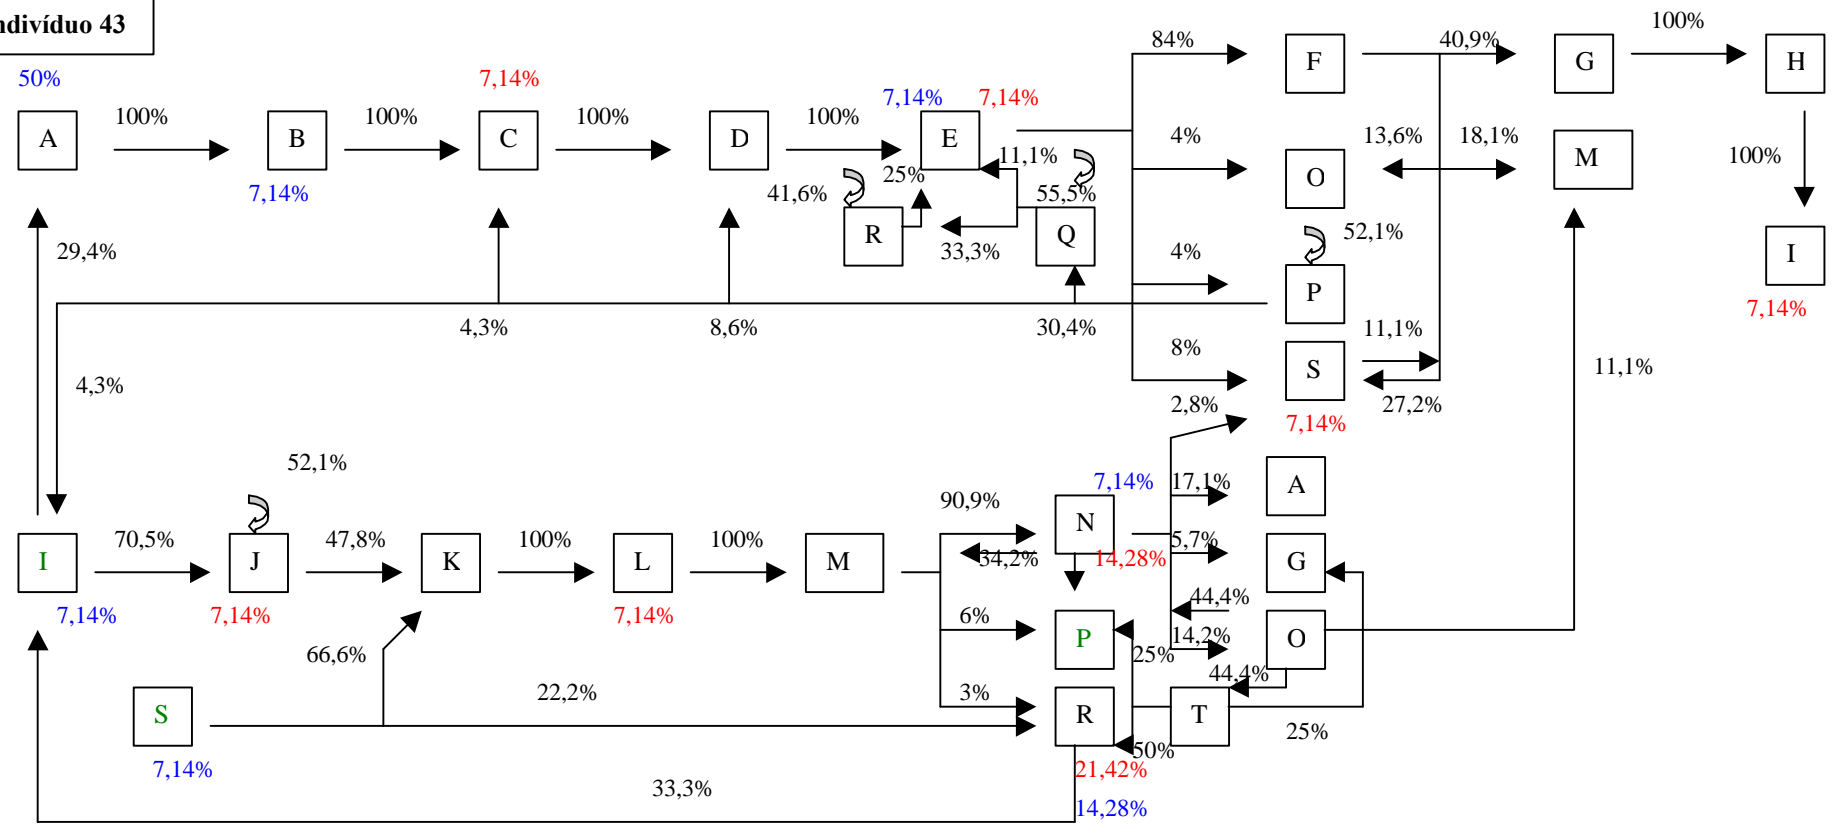 ndivíduo 43
100%
84%
F
40,9%
G
H
50%
7,14%
7,14%
7,14%
A
100%
B
100%
C
100%
D
100%
E
4%
13,6%
18,1%
M
100%
7,14%
41,6%
25%
11,1%
55,5%
O
R
33,3%
Q
4%
52,1%
29,4%
I
P
7,14%
4,3%
8,6%
30,4%
11,1%
8%
S
11,1%
4,3%
2,8%
27,2%
7,14%
52,1%
7,14%
17,1%
A
90,9%
N
I
70,5%
J
47,8%
K
100%
L
100%
M
34,2%
14,28%
5,7%
G
7,14%
7,14%
7,14%
6%
44,4%
66,6%
P
25%
14,2%
O
44,4%
S
22,2%
3%
R
T
25%
7,14%
50%
21,42%
33,3%
14,28%